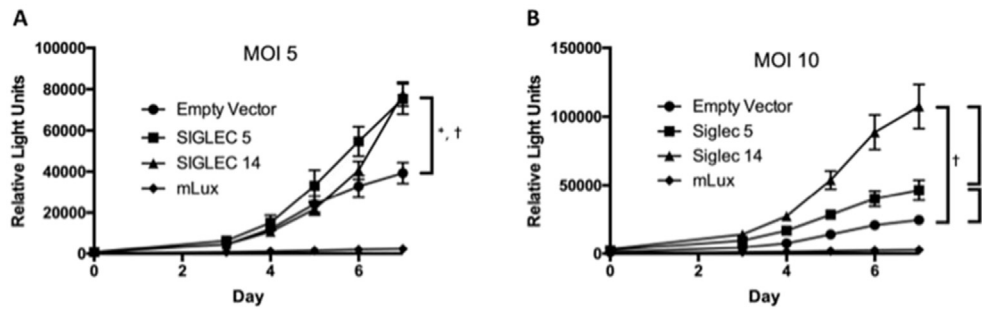 A
MOI 5
Relative Light Units
100000
80000
60000
40000
20000
0
Empty Vector
SIGLEC 5
SIGLEC 14
mLux
*, †
0 2 4 6
Day
B
MOI 10
Relative Light Units
150000
100000
50000
0
Empty Vector
Siglec 5
Siglec 14
mLux
†
0 2 4 6
Day